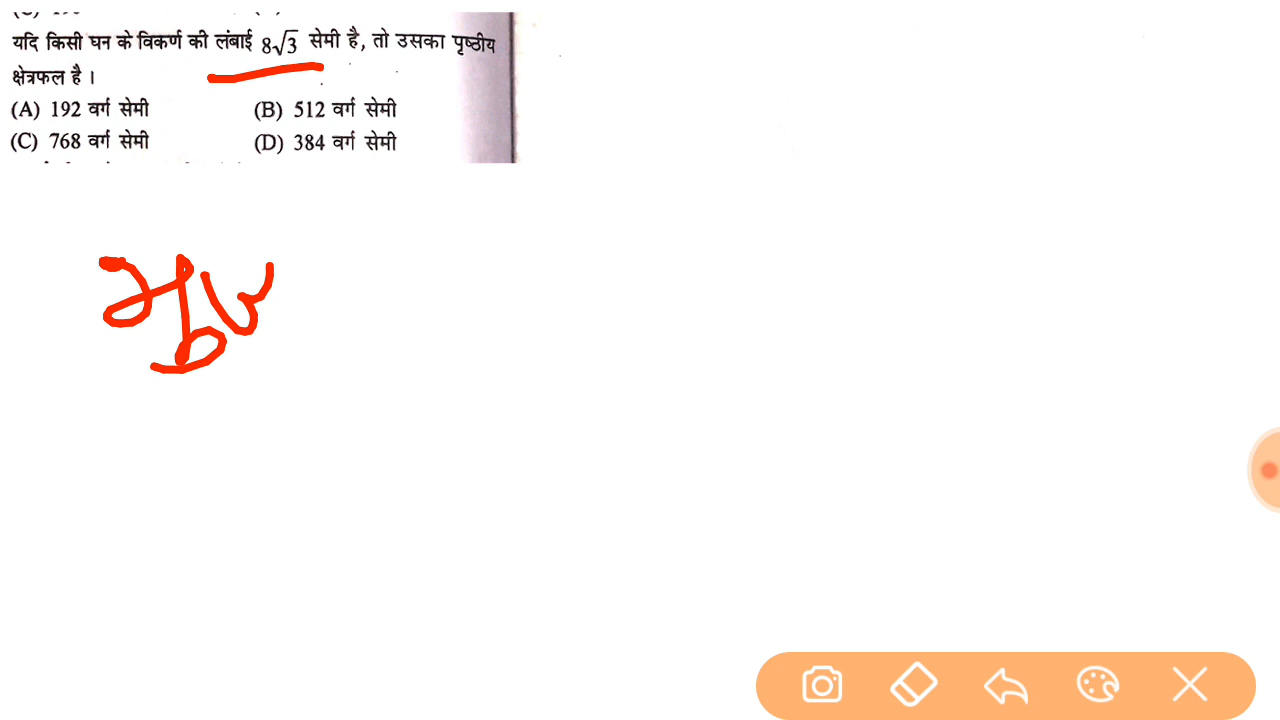 यदि किसी घन के विकर्ण की लंबाई 8√3 सेमी है, तो उसका पृष्ठीय
क्षेत्रफल है ।
(A) 192 वर्ग सेमी (B) 512 वर्ग सेमी
(C) 768 वर्ग सेमी (D) 384 वर्ग सेमी